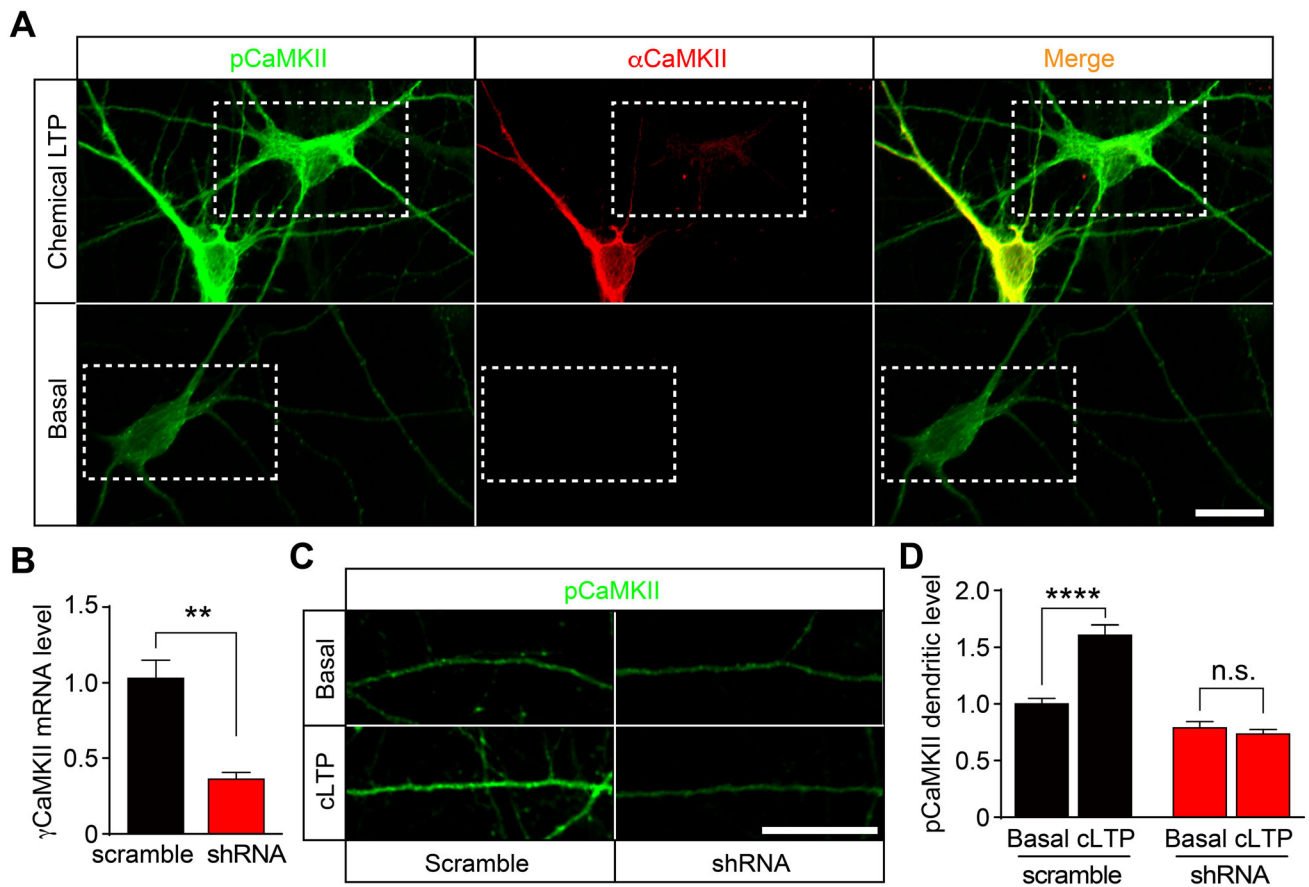 A
pCaMKII
αCaMKII
Merge
Chemical LTP
Basal
B
γCaMKII mRNA level
1.5
1.0
0.5
0
**
scramble
shRNA
C
pCaMKII
Basal
cLTP
Scramble
shRNA
D
pCaMKII dendritic level
2.0
1.5
1.0
0.5
0
****
n.s.
Basal cLTP
Basal cLTP
scramble
shRNA